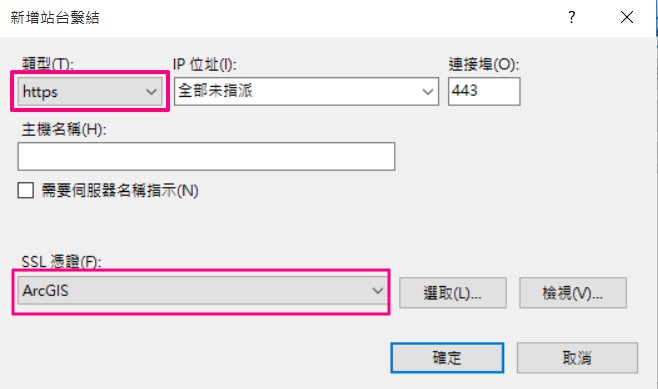 新增站台繫結
類型(T): IP 位址(I): 連接埠(O):
https 全部未指派 443
主機名稱(H):
需要伺服器名稱指示(N)
SSL 憑證(F):
ArcGIS 選取(L)... 檢視(V)...
確定 取消